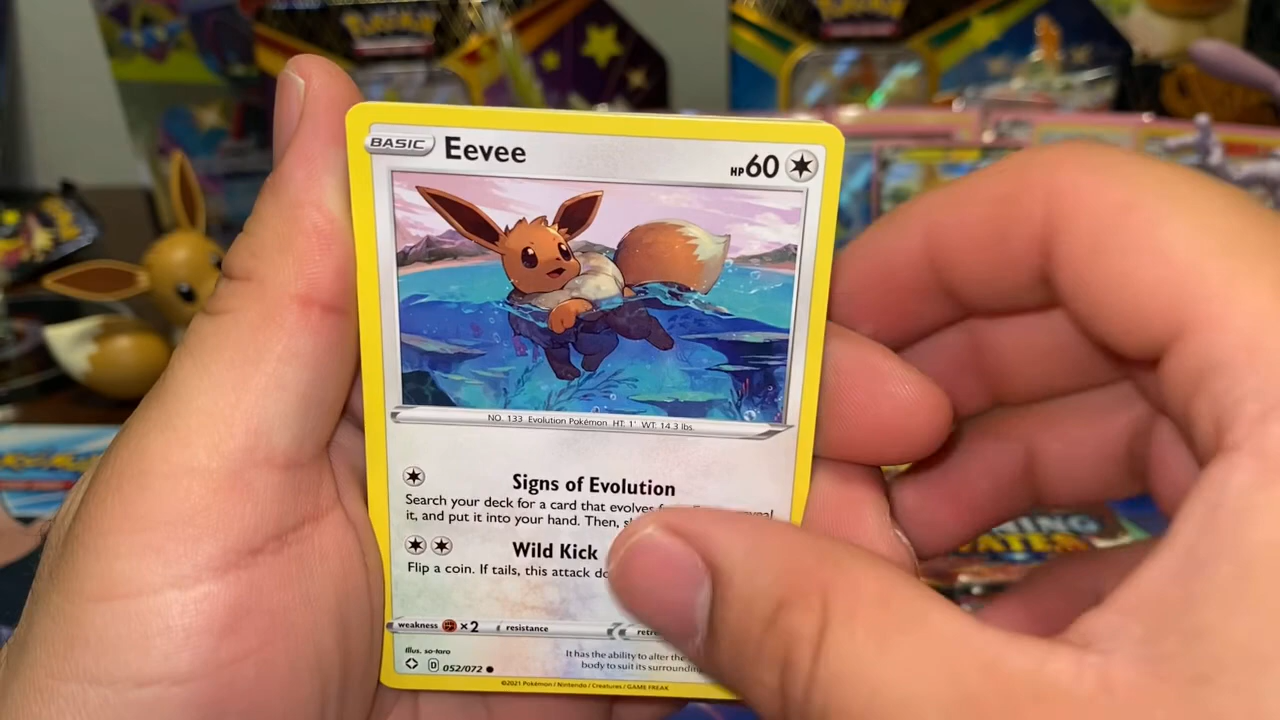 BASIC Eevee HP60
NO. 133 Evolution Pokémon HT: 1' WT: 14.3 lbs.
Signs of Evolution
Search your deck for a card that evolves
it, and put it into your hand. Then,
Wild Kick
Flip a coin. If tails, this attack
weakness ×2 resistance
Illus. so-taro
It has the ability to alter the
body to suit its
D 052/072
©2021 Pokémon / Nintendo / Creatures / GAME FREAK